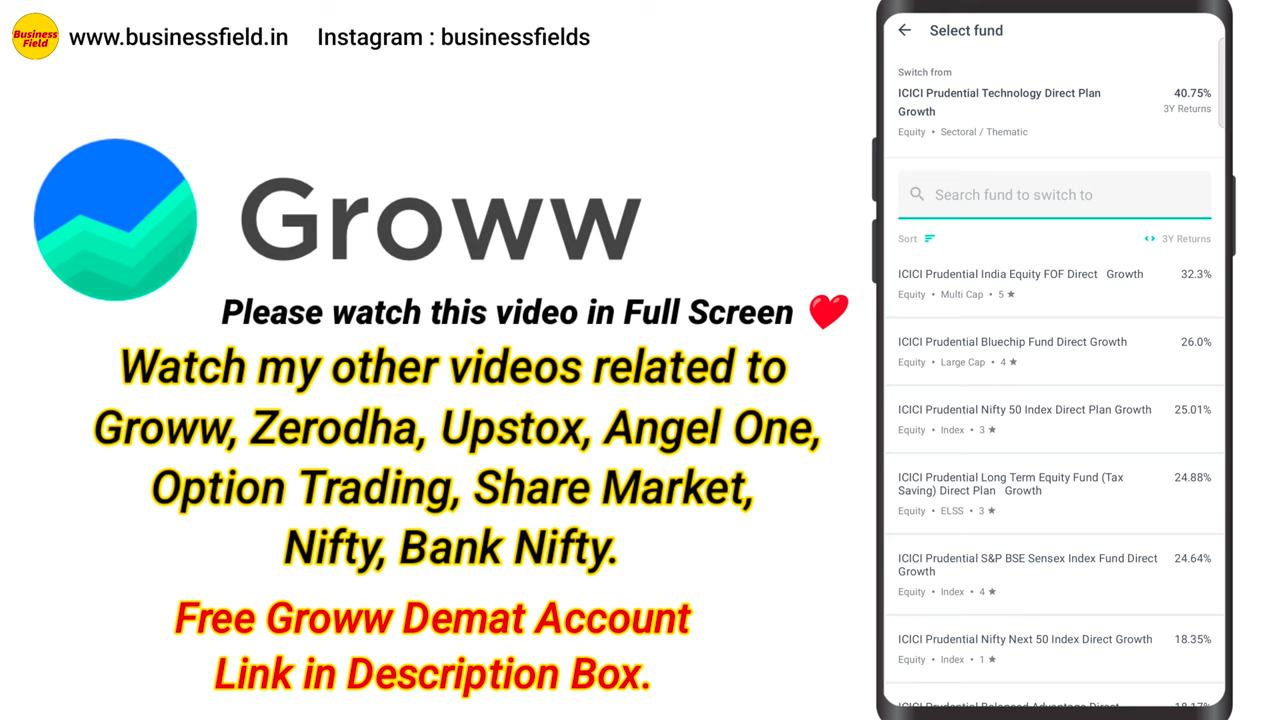 Business
Field
www.businessfield.in Instagram : businessfields
Groww
Please watch this video in Full Screen ❤️
Watch my other videos related to
Groww, Zerodha, Upstox, Angel One,
Option Trading, Share Market,
Nifty, Bank Nifty.
Free Groww Demat Account
Link in Description Box.
Select fund
Switch from
ICICI Prudential Technology Direct Plan 40.75%
Growth 3Y Returns
Equity • Sectoral / Thematic
Search fund to switch to
Sort 3Y Returns
ICICI Prudential India Equity FOF Direct Growth 32.3%
Equity • Multi Cap • 5 ★
ICICI Prudential Bluechip Fund Direct Growth 26.0%
Equity • Large Cap • 4 ★
ICICI Prudential Nifty 50 Index Direct Plan Growth 25.01%
Equity • Index • 3 ★
ICICI Prudential Long Term Equity Fund (Tax 24.88%
Saving) Direct Plan Growth
Equity • ELSS • 3 ★
ICICI Prudential S&P BSE Sensex Index Fund Direct 24.64%
Growth
Equity • Index • 4 ★
ICICI Prudential Nifty Next 50 Index Direct Growth 18.35%
Equity • Index • 1 ★
ICICI Prudential Balanced Advantage Direct 18.17%